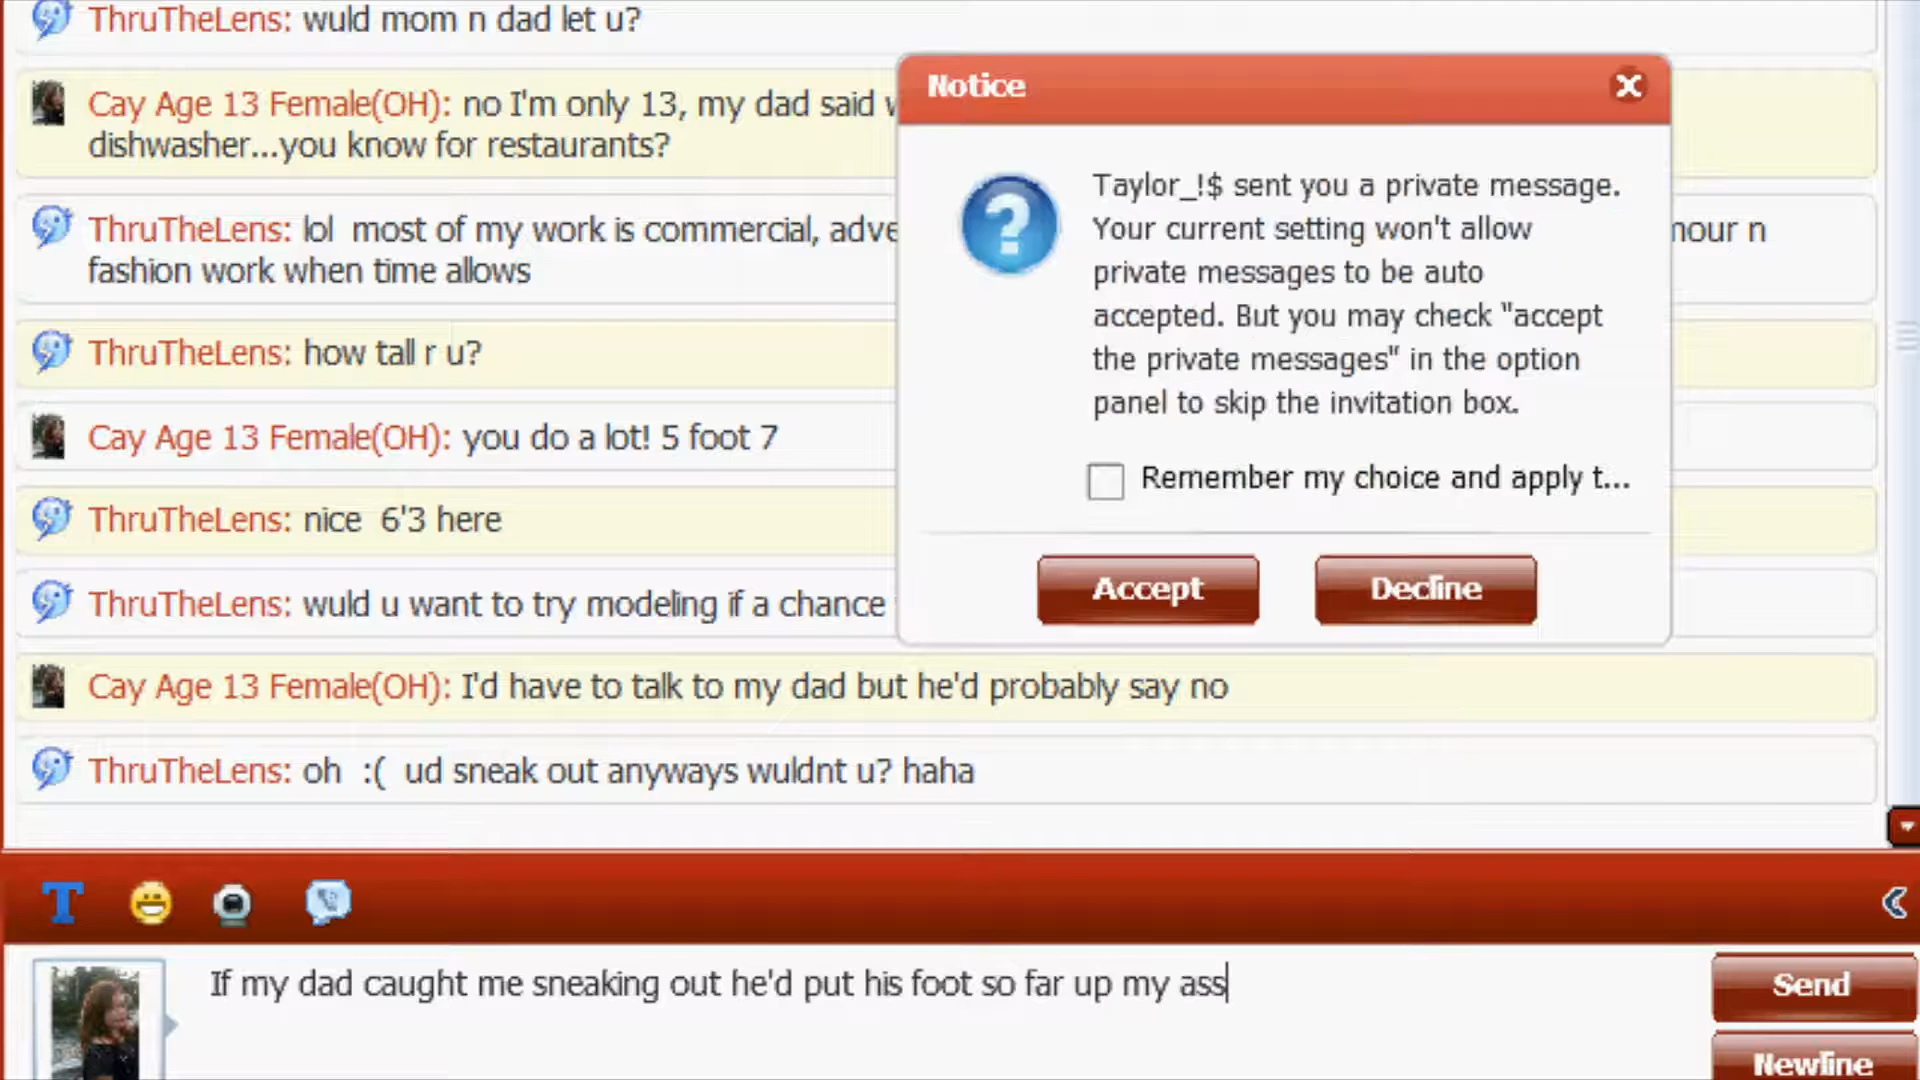 ThruTheLens: wuld mom n dad let u?
Cay Age 13 Female(OH): no I'm only 13, my dad said
dishwasher...you know for restaurants?
ThruTheLens: lol most of my work is commercial,
fashion work when time allows
ThruTheLens: how tall r u?
Cay Age 13 Female(OH): you do a lot! 5 foot 7
ThruTheLens: nice 6'3 here
ThruTheLens: wuld u want to try modeling if a chance
Cay Age 13 Female(OH): I'd have to talk to my dad but he'd probably say no
ThruTheLens: oh :( ud sneak out anyways wuldnt u? haha
Notice
Taylor_!$ sent you a private message.
Your current setting won't allow
private messages to be auto
accepted. But you may check "accept
the private messages" in the option
panel to skip the invitation box.
Remember my choice and apply t...
Accept
Decline
T
If my dad caught me sneaking out he'd put his foot so far up my ass
Send
Newline